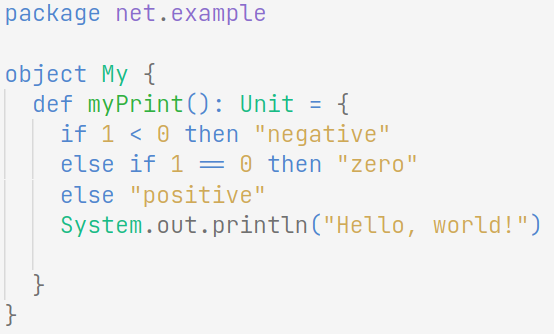 package net.example

object My {
  def myPrint(): Unit = {
    if 1 < 0 then "negative"
    else if 1 == 0 then "zero"
    else "positive"
    System.out.println("Hello, world!")

  }
}